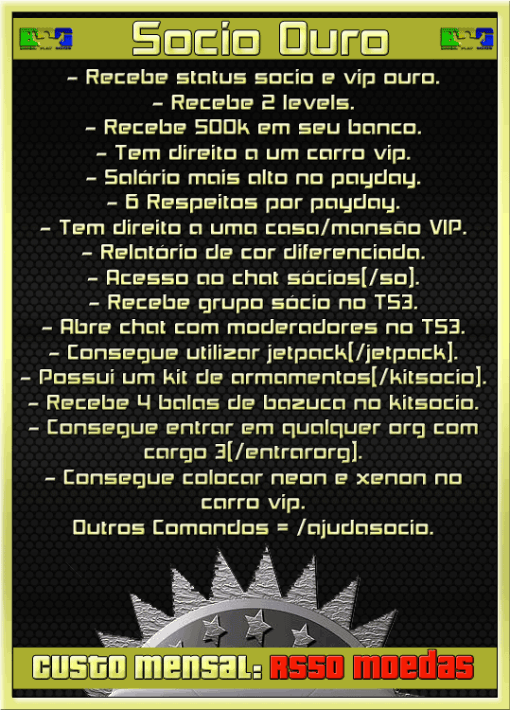 Socio Ouro
- Recebe status socio e vip ouro.
- Recebe 2 levels.
- Recebe 500k em seu banco.
- Tem direito a um carro vip.
- Salário mais alto no payday.
- 6 Respeitos por payday.
- Tem direito a uma casa/mansão VIP.
- Relatório de cor diferenciada.
- Acesso ao chat sócios[/so].
- Recebe grupo sócio no TS3.
- Abre chat com moderadores no TS3.
- Consegue utilizar jetpack[/jetpack].
- Possui um kit de armamentos[/kitsocio].
- Recebe 4 balas de bazuca no kitsocio.
- Consegue entrar em qualquer org com
cargo 3[/entrarorg].
- Consegue colocar neon e xenon no
carro vip.
Outros Comandos = /ajudasocio.
Custo Mensal: R$50 Moedas